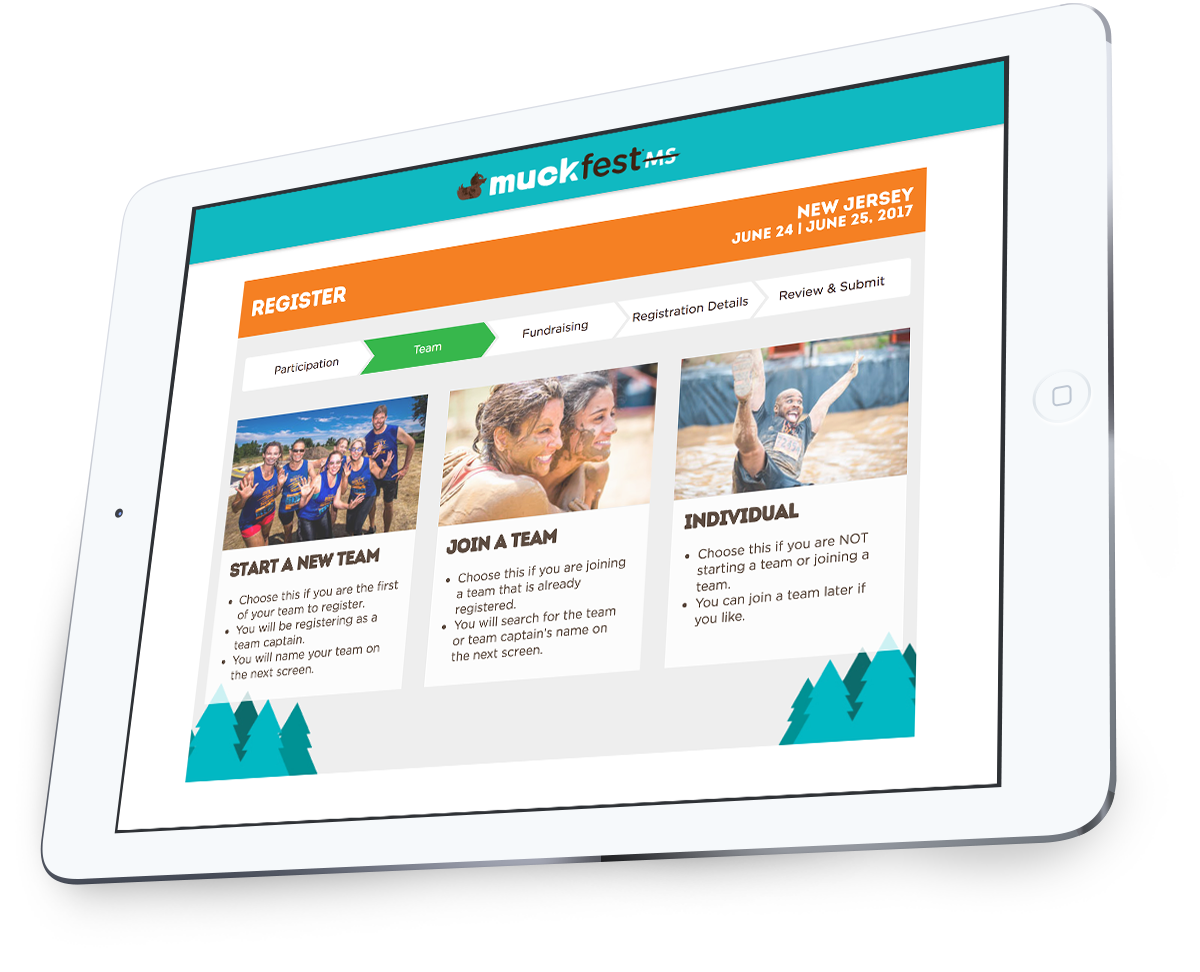 muckfest MS
NEW JERSEY
JUNE 24 | JUNE 25, 2017
REGISTER
Participation
Team
Fundraising
Registration Details
Review & Submit
START A NEW TEAM
• Choose this if you are the first
of your team to register.
• You will be registering as a
team captain.
• You will name your team on
the next screen.
JOIN A TEAM
• Choose this if you are joining
a team that is already
registered.
• You will search for the team
or team captain's name on
the next screen.
INDIVIDUAL
• Choose this if you are NOT
starting a team or joining a
team.
• You can join a team later if
you like.